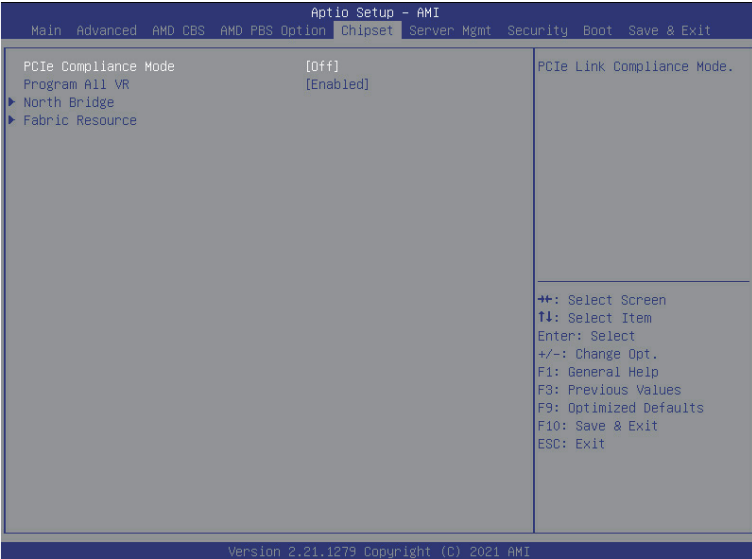 Aptio Setup – AMI
Main Advanced AMD CBS AMD PBS Option Chipset Server Mgmt Security Boot Save & Exit
PCIe Compliance Mode [Off]
Program All VR [Enabled]
▶ North Bridge
▶ Fabric Resource
PCIe Link Compliance Mode.
→←: Select Screen
↑↓: Select Item
Enter: Select
+/-: Change Opt.
F1: General Help
F3: Previous Values
F9: Optimized Defaults
F10: Save & Exit
ESC: Exit
Version 2.21.1279 Copyright (C) 2021 AMI